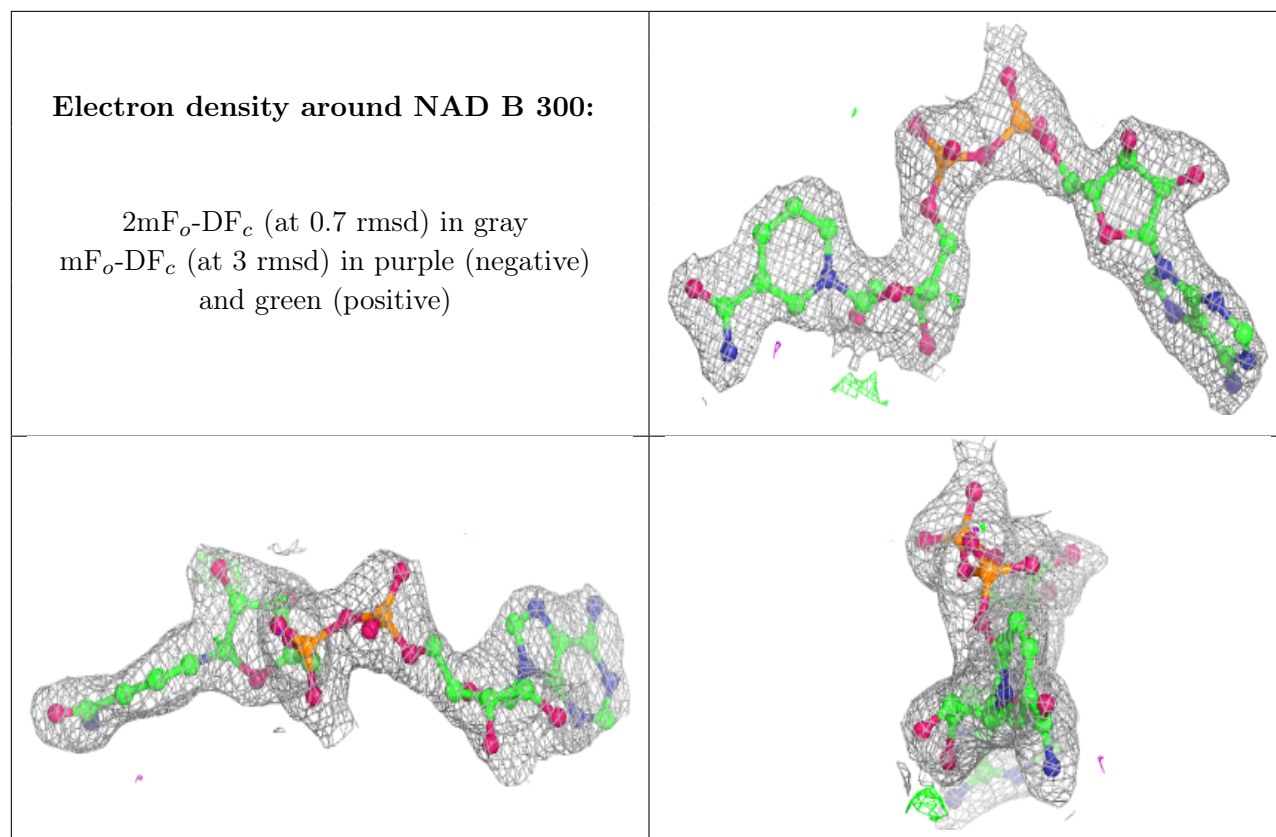 Electron density around NAD B 300:
2mFₒ-DF𝒸 (at 0.7 rmsd) in gray
mFₒ-DF𝒸 (at 3 rmsd) in purple (negative)
and green (positive)